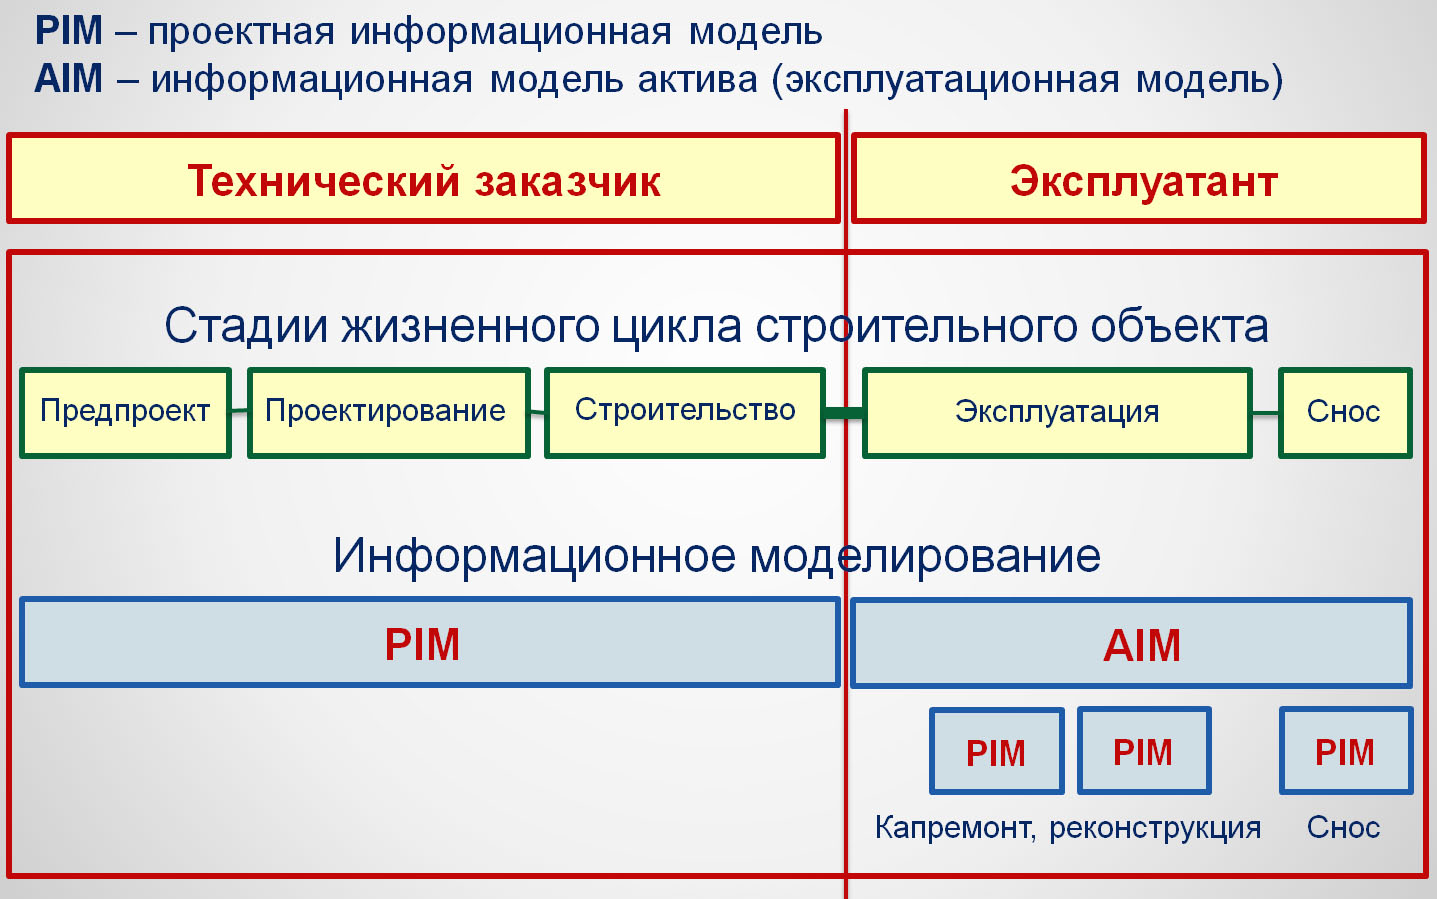 PIM – проектная информационная модель
AIM – информационная модель актива (эксплуатационная модель)
Технический заказчик
Эксплуатант
Стадии жизненного цикла строительного объекта
Предпроект
Проектирование
Строительство
Эксплуатация
Снос
Информационное моделирование
PIM
AIM
PIM
PIM
PIM
Капремонт, реконструкция
Снос